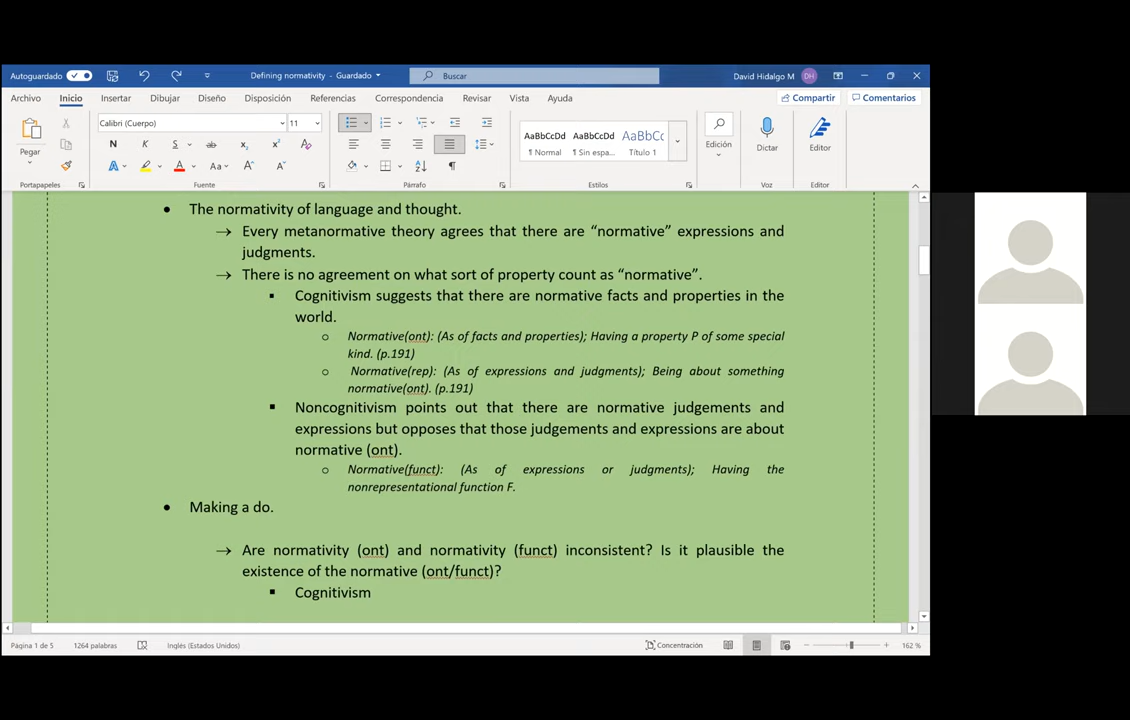 Autoguardado
Defining normativity - Guardado
Buscar
David Hidalgo M
DH
Archivo Inicio Insertar Dibujar Diseño Disposición Referencias Correspondencia Revisar Vista Ayuda
Compartir
Comentarios
Pegar
Calibri (Cuerpo) 11
N K S ab x₂ x²
A A Aa A A
AaBbCcDd AaBbCcDd AaBbCc
¶ Normal ¶ Sin espa... Título 1
Edición
Dictar
Editor
Portapapeles Fuente Párrafo Estilos Voz Editor
• The normativity of language and thought.
→ Every metanormative theory agrees that there are “normative” expressions and
judgments.
→ There is no agreement on what sort of property count as “normative”.
▪ Cognitivism suggests that there are normative facts and properties in the
world.
o Normative(ont): (As of facts and properties); Having a property P of some special
kind. (p.191)
o Normative(rep): (As of expressions and judgments); Being about something
normative(ont). (p.191)
▪ Noncognitivism points out that there are normative judgements and
expressions but opposes that those judgements and expressions are about
normative (ont).
o Normative(funct): (As of expressions or judgments); Having the
nonrepresentational function F.
• Making a do.
→ Are normativity (ont) and normativity (funct) inconsistent? Is it plausible the
existence of the normative (ont/funct)?
▪ Cognitivism
Página 1 de 5 1264 palabras Inglés (Estados Unidos) Concentración 162 %